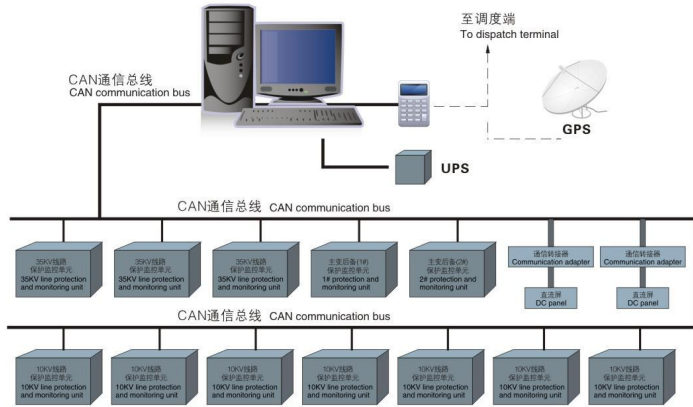 至调度端
To dispatch terminal
CAN通信总线
CAN communication bus
GPS
UPS
CAN通信总线 CAN communication bus
35KV线路
保护监控单元
35KV line protection
and monitoring unit
35KV线路
保护监控单元
35KV line protection
and monitoring unit
35KV线路
保护监控单元
35KV line protection
and monitoring unit
主变后备(1#)
保护监控单元
1# protection and
monitoring unit
主变后备(2#)
保护监控单元
2# protection and
monitoring unit
通信转接器
Communication adapter
直流屏
DC panel
通信转接器
Communication adapter
直流屏
DC panel
CAN通信总线 CAN communication bus
10KV线路
保护监控单元
10KV line protection
and monitoring unit
10KV线路
保护监控单元
10KV line protection
and monitoring unit
10KV线路
保护监控单元
10KV line protection
and monitoring unit
10KV线路
保护监控单元
10KV line protection
and monitoring unit
10KV线路
保护监控单元
10KV line protection
and monitoring unit
10KV线路
保护监控单元
10KV line protection
and monitoring unit
10KV线路
保护监控单元
10KV line protection
and monitoring unit